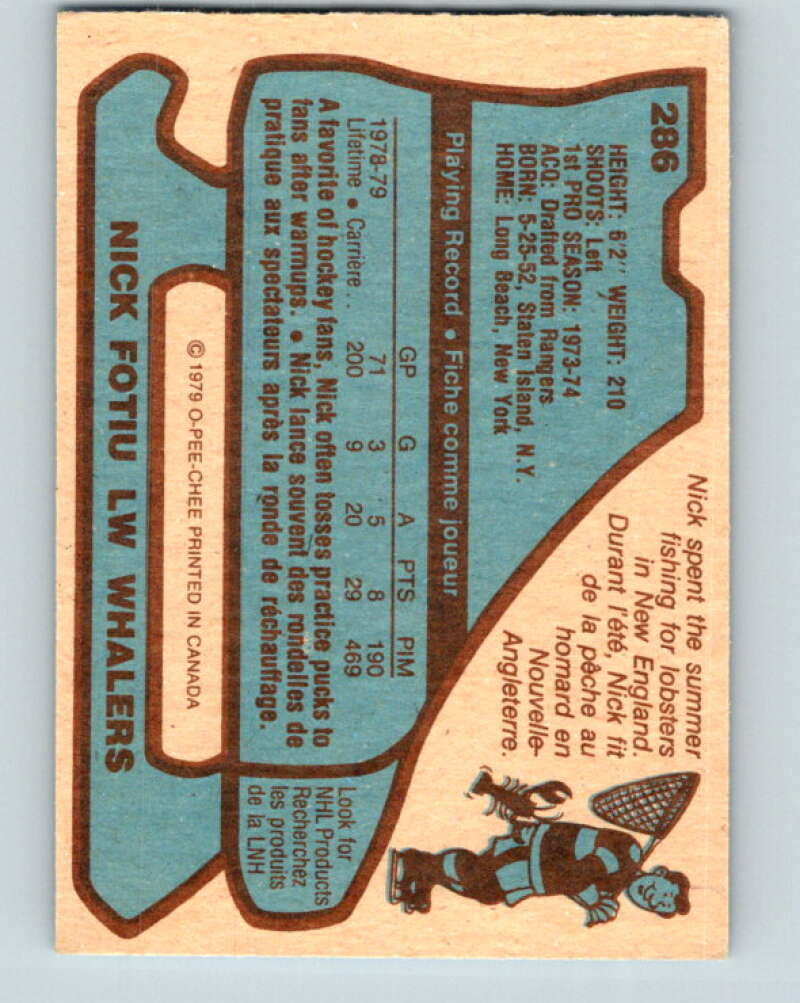 286
HEIGHT: 6'2" WEIGHT: 210
SHOOTS: Left
1st PRO SEASON: 1973-74
ACQ: Drafted from Rangers
BORN: 5-25-52, Staten Island, N.Y.
HOME: Long Beach, New York
Nick spent the summer
fishing for lobsters
in New England.
Durant l'été, Nick fit
de la pêche au
homard en
Nouvelle-
Angleterre.
Playing Record • Fiche comme joueur
GP G A PTS PIM
1978-79 71 3 5 8 190
Lifetime • Carrière .. 200 9 20 29 469
A favorite of hockey fans, Nick often tosses practice pucks to
fans after warmups. • Nick lance souvent des rondelles de
pratique aux spectateurs après la ronde de réchauffage.
Look for
NHL Products
Recherchez
les produits
de la LNH
© 1979 O-PEE-CHEE PRINTED IN CANADA
NICK FOTIU LW WHALERS